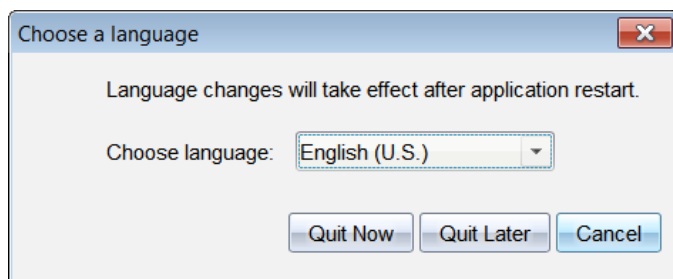 Choose a language
Language changes will take effect after application restart.
Choose language: English (U.S.)
Quit Now Quit Later Cancel